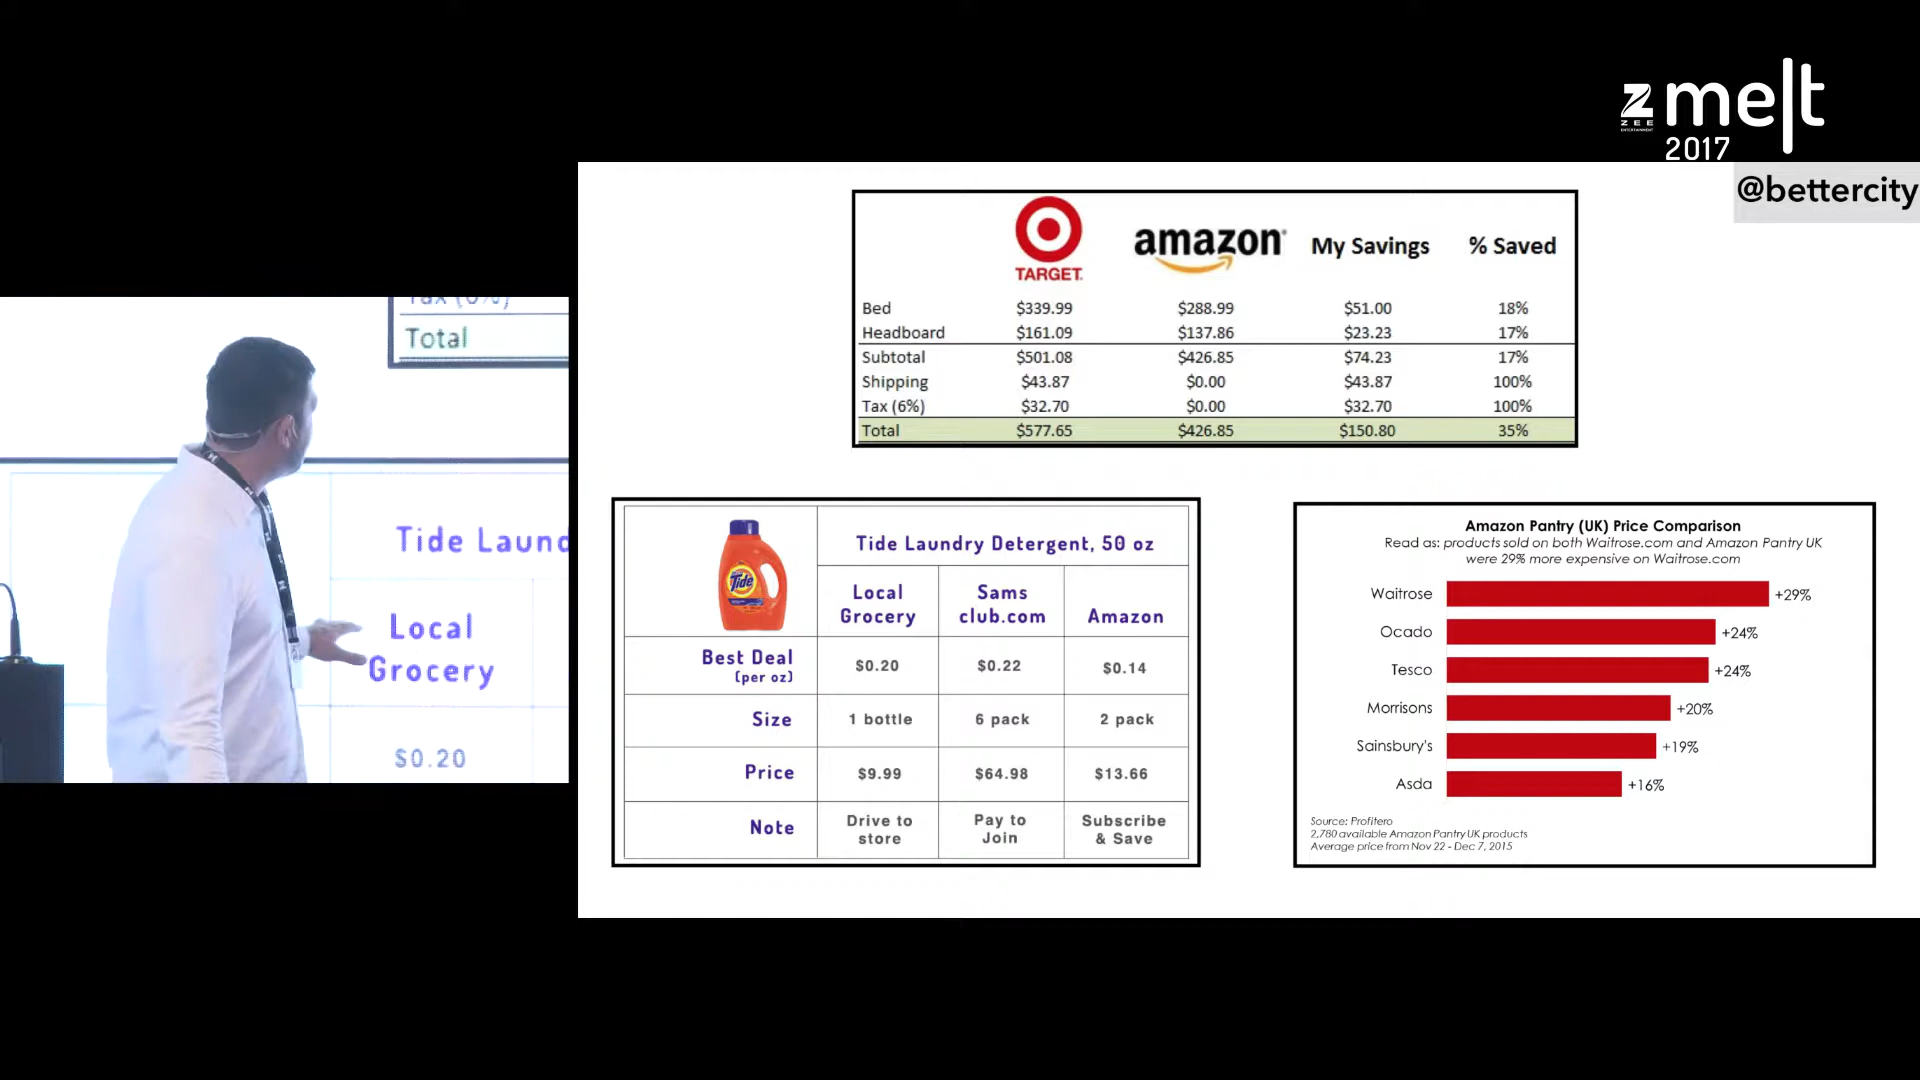 Z melt
ZEE
ENTERTAINMENT
2017
@bettercity
TARGET amazon My Savings % Saved
Bed $339.99 $288.99 $51.00 18%
Headboard $161.09 $137.86 $23.23 17%
Subtotal $501.08 $426.85 $74.23 17%
Shipping $43.87 $0.00 $43.87 100%
Tax (6%) $32.70 $0.00 $32.70 100%
Total $577.65 $426.85 $150.80 35%
Tax (6%)
Total
Tide Laund
Local
Grocery
$0.20
Tide
Tide Laundry Detergent, 50 oz
Local Grocery Sams club.com Amazon
Best Deal (per oz) $0.20 $0.22 $0.14
Size 1 bottle 6 pack 2 pack
Price $9.99 $64.98 $13.66
Note Drive to store Pay to Join Subscribe & Save
Amazon Pantry (UK) Price Comparison
Read as: products sold on both Waitrose.com and Amazon Pantry UK
were 29% more expensive on Waitrose.com
Waitrose +29%
Ocado +24%
Tesco +24%
Morrisons +20%
Sainsbury's +19%
Asda +16%
Source: Profitero
2,780 available Amazon Pantry UK products
Average price from Nov 22 - Dec 7, 2015